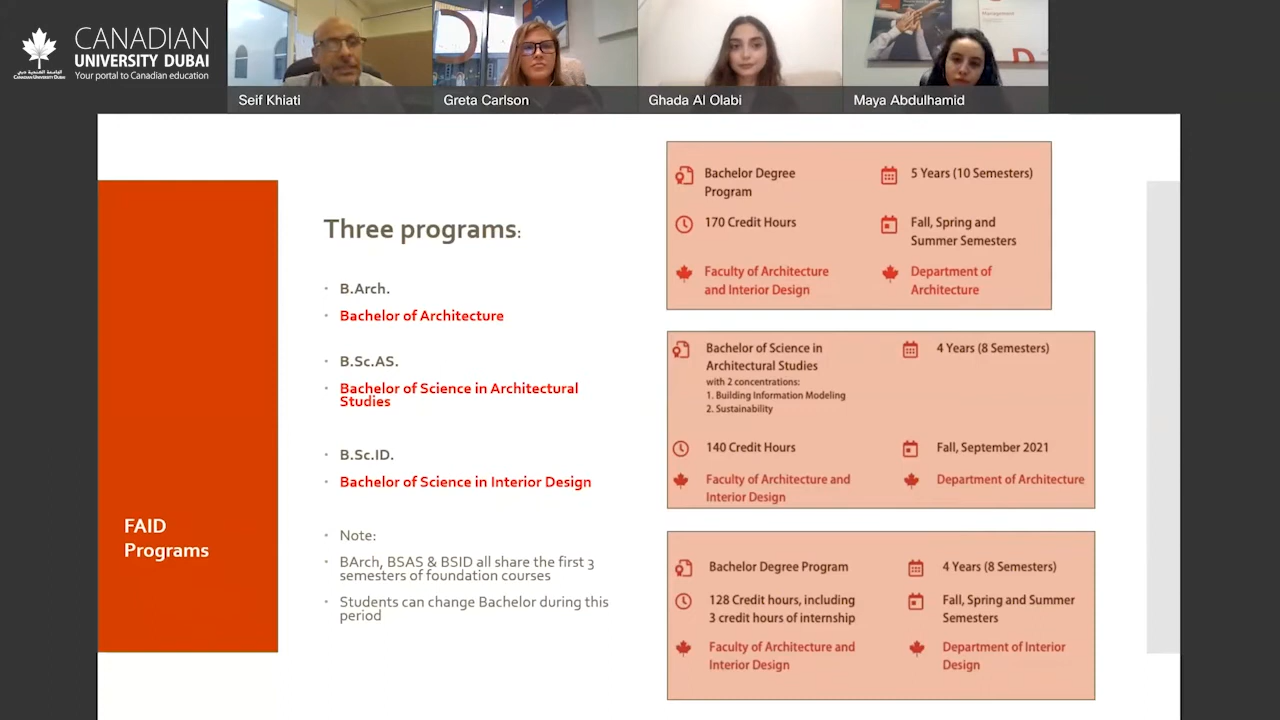 CANADIAN
UNIVERSITY DUBAI
Your portal to Canadian education
الجامعة الكندية دبي
CANADIAN UNIVERSITY DUBAI
Management
Seif Khiati
Greta Carlson
Ghada Al Olabi
Maya Abdulhamid
FAID
Programs
Three programs:
• B.Arch.
• Bachelor of Architecture
• B.Sc.AS.
• Bachelor of Science in Architectural
Studies
• B.Sc.ID.
• Bachelor of Science in Interior Design
• Note:
• BArch, BSAS & BSID all share the first 3
semesters of foundation courses
• Students can change Bachelor during this
period
Bachelor Degree
Program
5 Years (10 Semesters)
170 Credit Hours
Fall, Spring and
Summer Semesters
Faculty of Architecture
and Interior Design
Department of
Architecture
Bachelor of Science in
Architectural Studies
with 2 concentrations:
1. Building Information Modeling
2. Sustainability
4 Years (8 Semesters)
140 Credit Hours
Fall, September 2021
Faculty of Architecture and
Interior Design
Department of Architecture
Bachelor Degree Program
4 Years (8 Semesters)
128 Credit hours, including
3 credit hours of internship
Fall, Spring and Summer
Semesters
Faculty of Architecture and
Interior Design
Department of Interior
Design